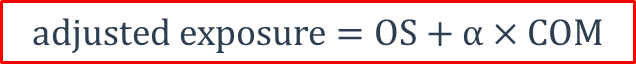 adjusted exposure = OS + α × COM